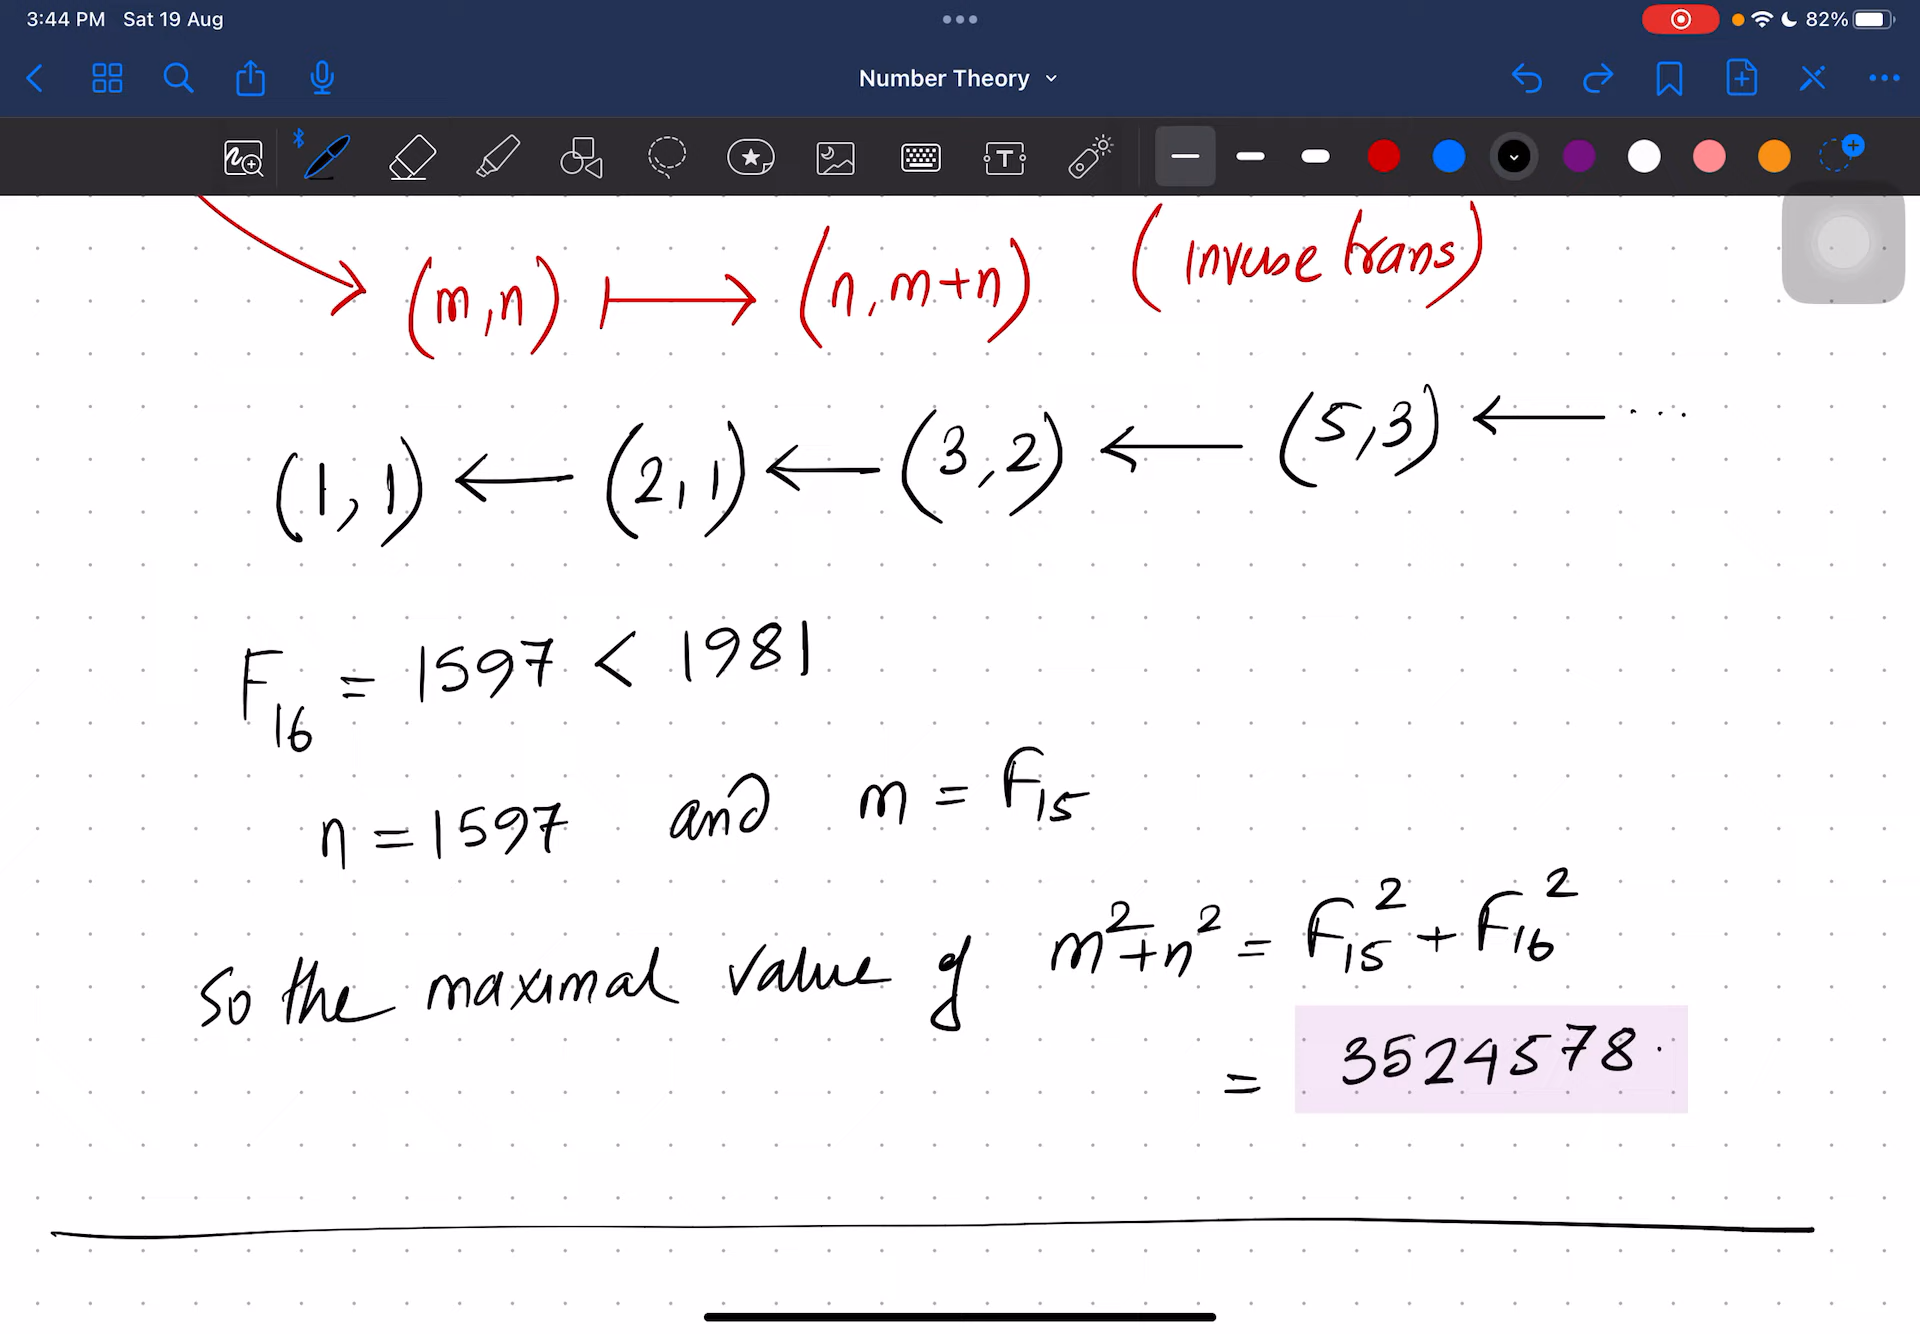 3:44 PM Sat 19 Aug
82%
Number Theory
T
(m,n) ⟼ (n, m+n) (inverse trans)
(1, 1) ← (2, 1) ← (3, 2) ← (5, 3) ← ...
F₁₆ = 1597 < 1981
n = 1597 and m = F₁₅
So the maximal value of m² + n² = F₁₅² + F₁₆²
= 3524578.